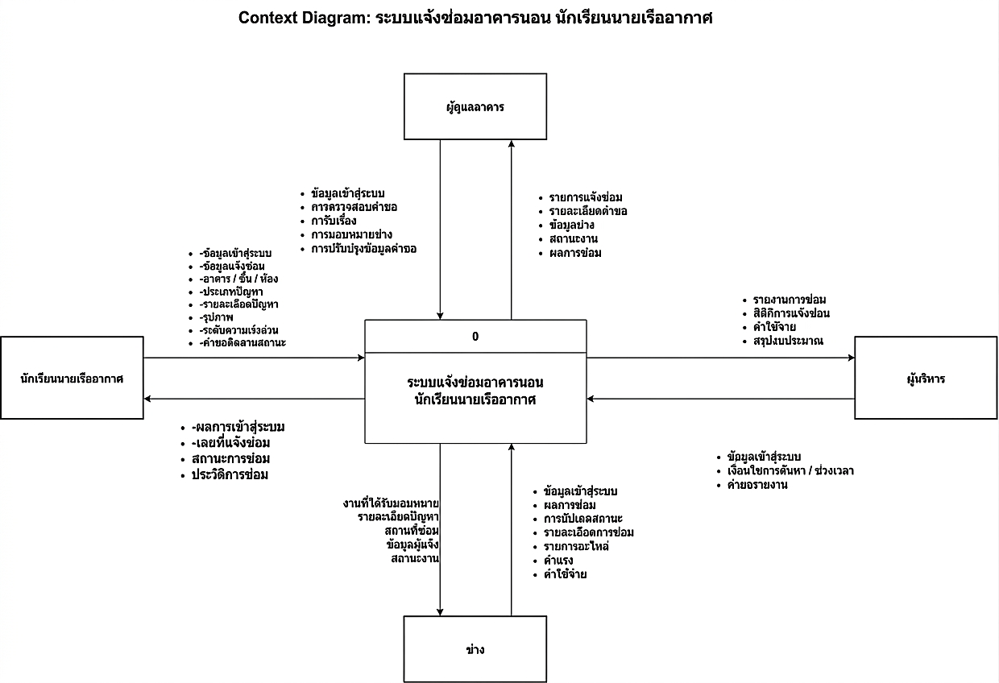 Context Diagram: ระบบแจ้งซ่อมอาคารนอน นักเรียนนายเรืออากาศ
ผู้ดูแลอาคาร
ข้อมูลเข้าสู่ระบบ
การตรวจสอบคำขอ
การับเรื่อง
การมอบหมายช่าง
การปรับปรุงข้อมูลคำขอ
รายการแจ้งซ่อม
รายละเอียดคำขอ
ข้อมูลช่าง
สถานะงาน
ผลการซ่อม
-ข้อมูลเข้าสู่ระบบ
-ข้อมูลแจ้งซ่อน
-อาคาร / ชั้น / ห้อง
-ประเภทปัญหา
-รายละเลือดปัญหา
-รูปภาพ
-ระดับความเร่งด่วน
-คำขอติดตามสถานะ
นักเรียนนายเรืออากาศ
0
ระบบแจ้งซ่อมอาคารนอน
นักเรียนนายเรืออากาศ
รายงานการซ่อน
สิติกิการแจ้งซ่อน
คำใช้จาย
สรุปงบประมาณ
ผู้นริหาร
-ผลการเข้าสู่ระบม
-เลยที่แจ้งซ่อม
สถานะการซ่อม
ประวิดิการซ่อม
ข้อมูลเข้าสู่ระบบ
เงื่อนใชการตันหา / ช่วงเวลา
คำยอรายงาน
งานที่ได้รับมอบหมาย
รายละเอียดปัญหา
สถานที่ซ่อม
ข้อมูลผู้แจ้ง
สถานะงาน
ข้อมูลเข้าสู่ระบบ
ผลการซ่อม
การบัปเดลสถานะ
รายละเอือดการซ่อม
รายการอะไหล่
คำแรง
คำใช้จ่าย
ช่าง